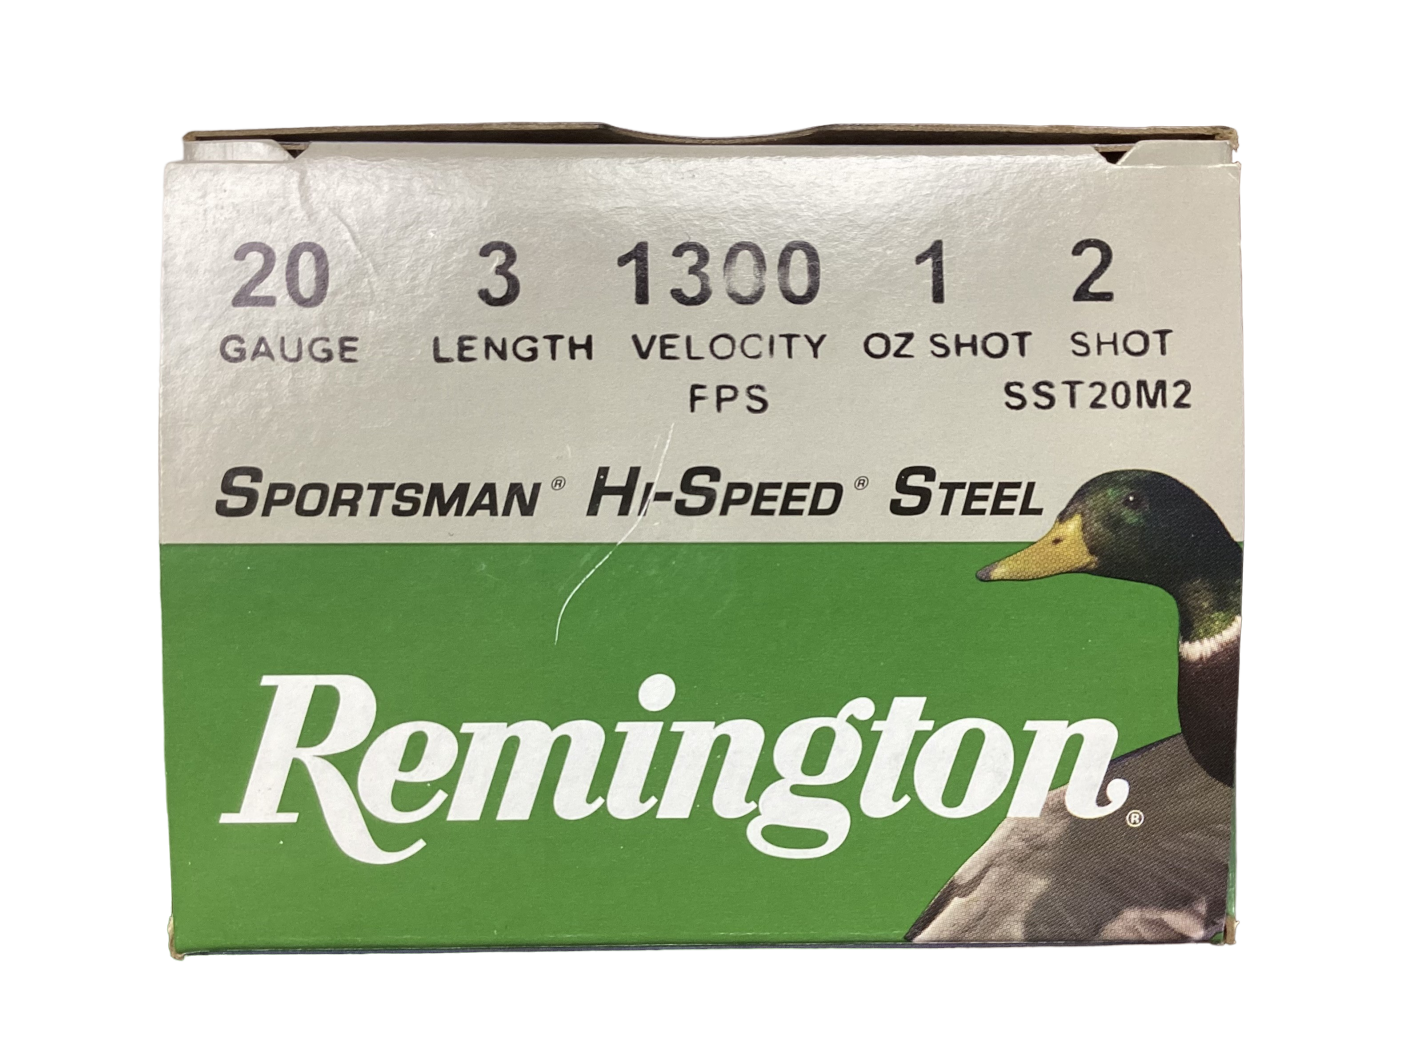 20 3 1300 1 2
GAUGE LENGTH VELOCITY OZ SHOT SHOT
FPS SST20M2
SPORTSMAN® HI-SPEED® STEEL
Remington®